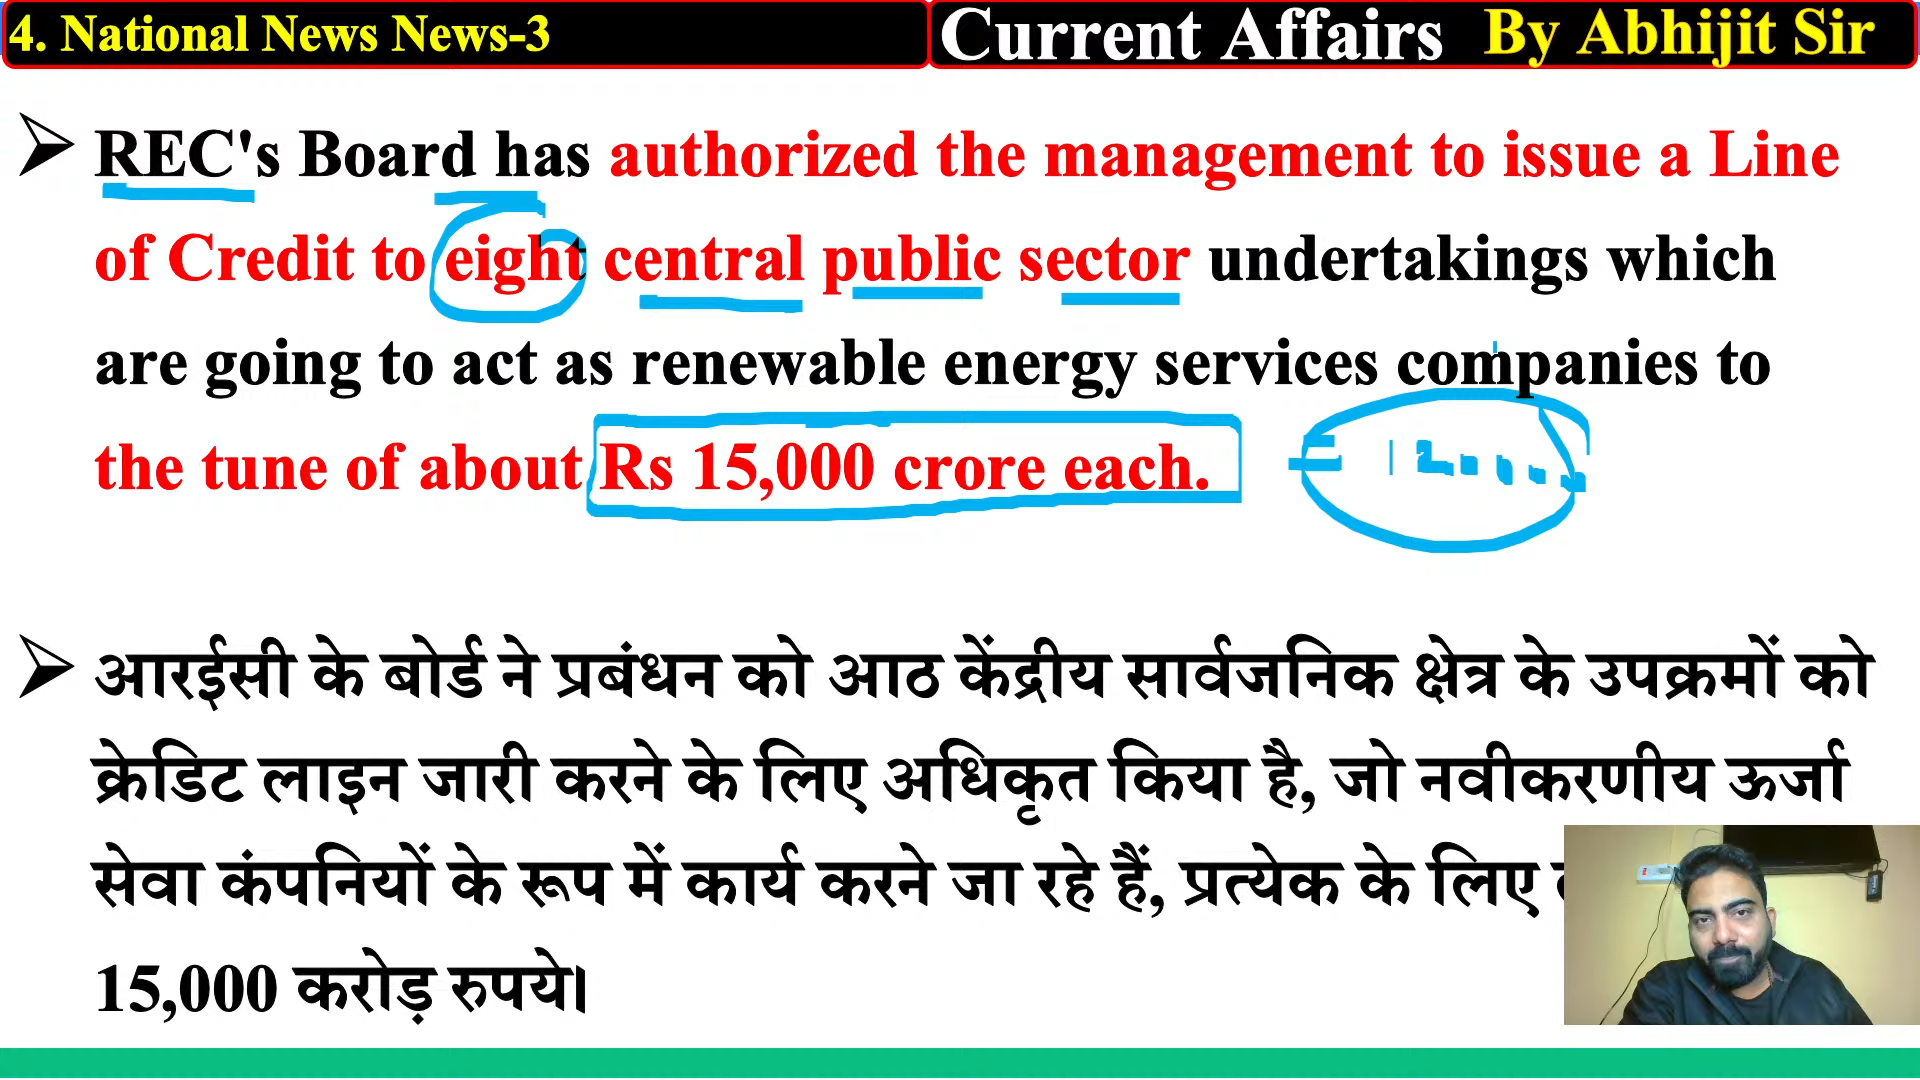 4. National News News-3
Current Affairs By Abhijit Sir
REC's Board has authorized the management to issue a Line
of Credit to eight central public sector undertakings which
are going to act as renewable energy services companies to
the tune of about Rs 15,000 crore each.
आरईसी के बोर्ड ने प्रबंधन को आठ केंद्रीय सार्वजनिक क्षेत्र के उपक्रमों को
क्रेडिट लाइन जारी करने के लिए अधिकृत किया है, जो नवीकरणीय ऊर्जा
सेवा कंपनियों के रूप में कार्य करने जा रहे हैं, प्रत्येक के लिए
15,000 करोड़ रुपये।